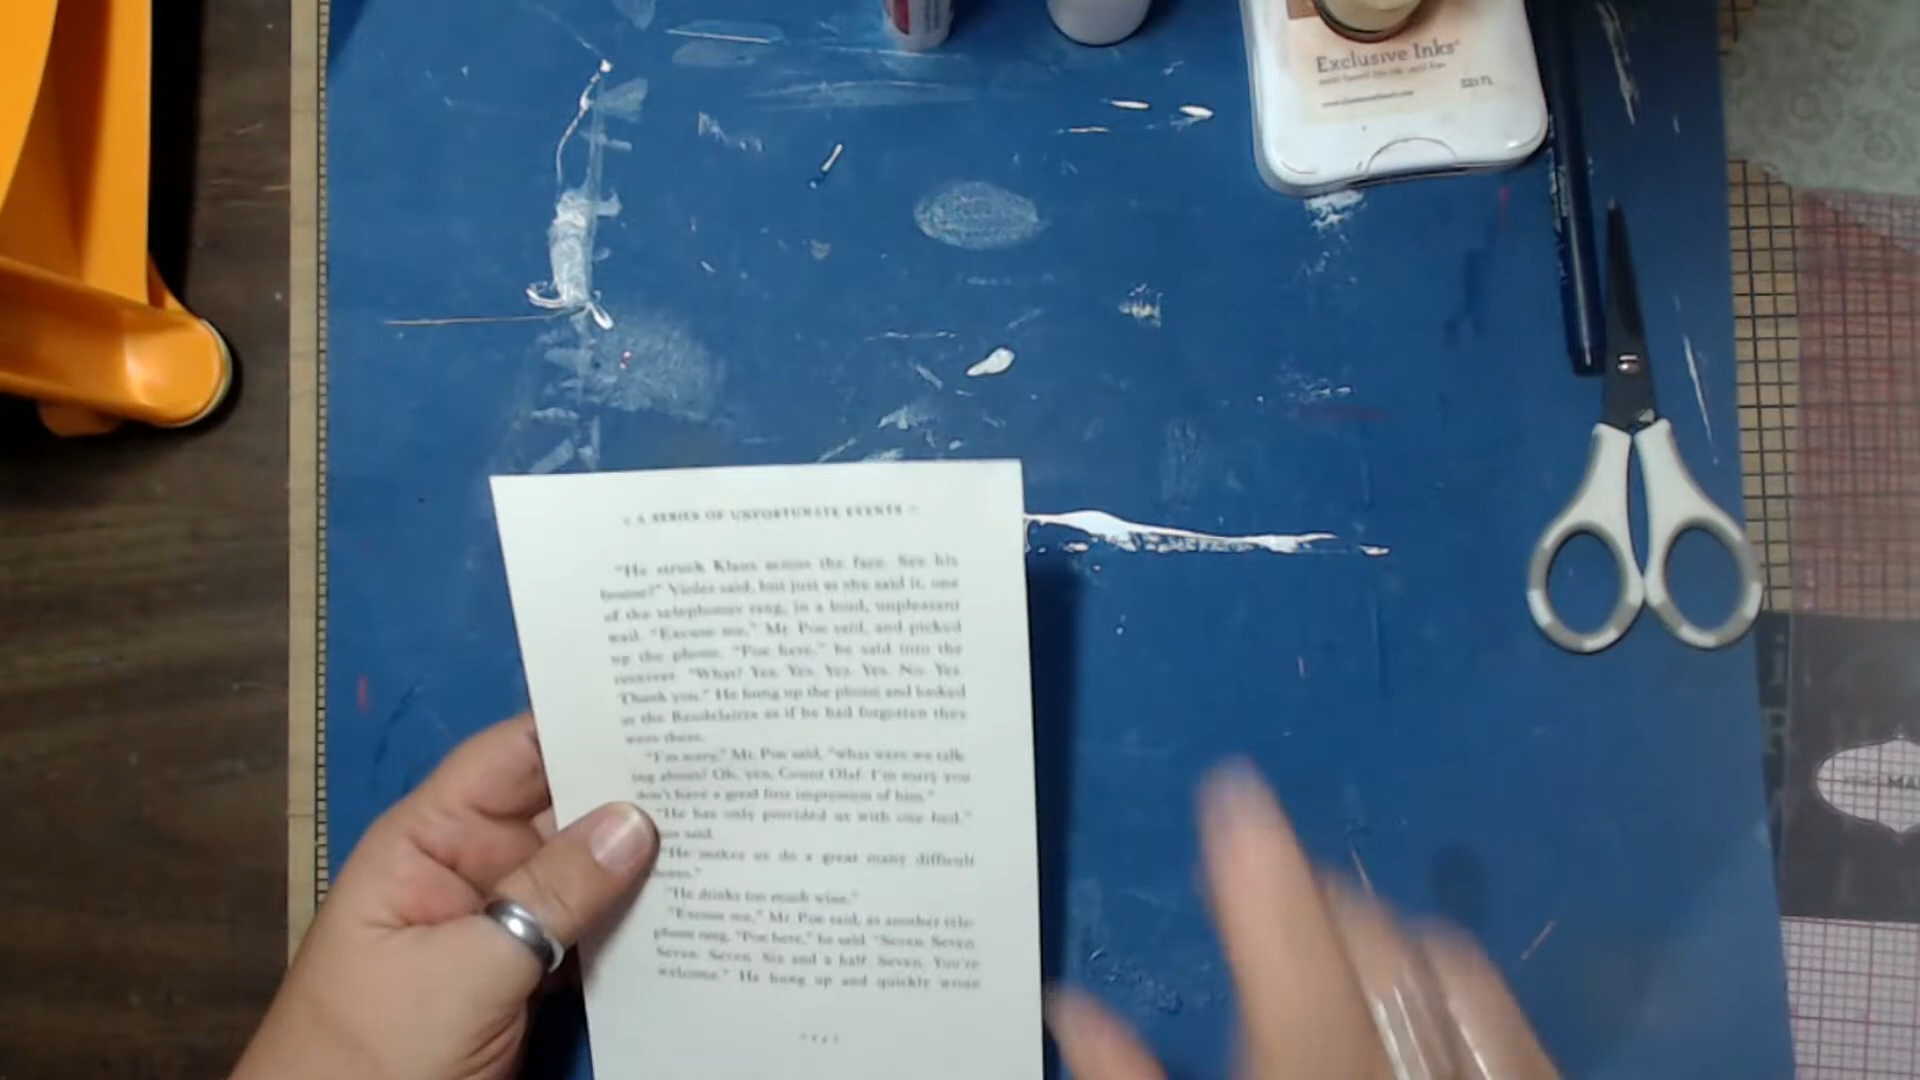 Exclusive Inks
A SERIES OF UNFORTUNATE EVENTS
"He struck Klaus across the face. See his
bruise?" Violet said, but just as she said it, one
of the telephones rang, in a loud, unpleasant
wail. "Excuse me," Mr. Poe said, and picked
up the phone. "Poe here," he said into the
receiver. "What? Yes. Yes. Yes. Yes. No. Yes.
Thank you." He hung up the phone and looked
at the Baudelaires as if he had forgotten they
were there.
"I'm sorry," Mr. Poe said, "what were we talk-
ing about? Oh, yes, Count Olaf. I'm sorry you
don't have a good first impression of him."
"He has only provided us with one bed,"
said.
"He makes us do a great many difficult
"He drinks too much wine."
"Excuse me," Mr. Poe said, as another tele-
phone rang. "Poe here," he said. "Seven. Seven.
Seven. Seven. Six and a half. Seven. You're
welcome." He hung up and quickly wrote
MA